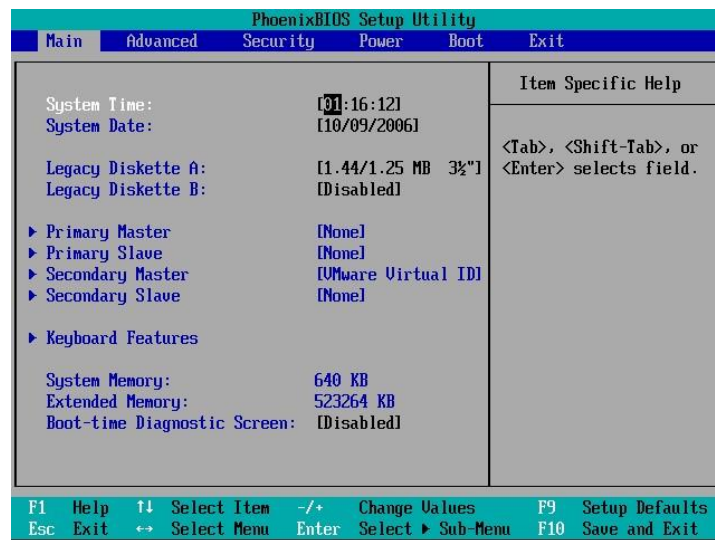 PhoenixBIOS Setup Utility
Main Advanced Security Power Boot Exit
Item Specific Help
System Time: [01:16:12]
System Date: [10/09/2006]
<Tab>, <Shift-Tab>, or
Legacy Diskette A: [1.44/1.25 MB 3½"] <Enter> selects field.
Legacy Diskette B: [Disabled]
▶ Primary Master [None]
▶ Primary Slave [None]
▶ Secondary Master [VMware Virtual ID]
▶ Secondary Slave [None]
▶ Keyboard Features
System Memory: 640 KB
Extended Memory: 523264 KB
Boot-time Diagnostic Screen: [Disabled]
F1 Help ↑↓ Select Item -/+ Change Values F9 Setup Defaults
Esc Exit ↔ Select Menu Enter Select ▶ Sub-Menu F10 Save and Exit